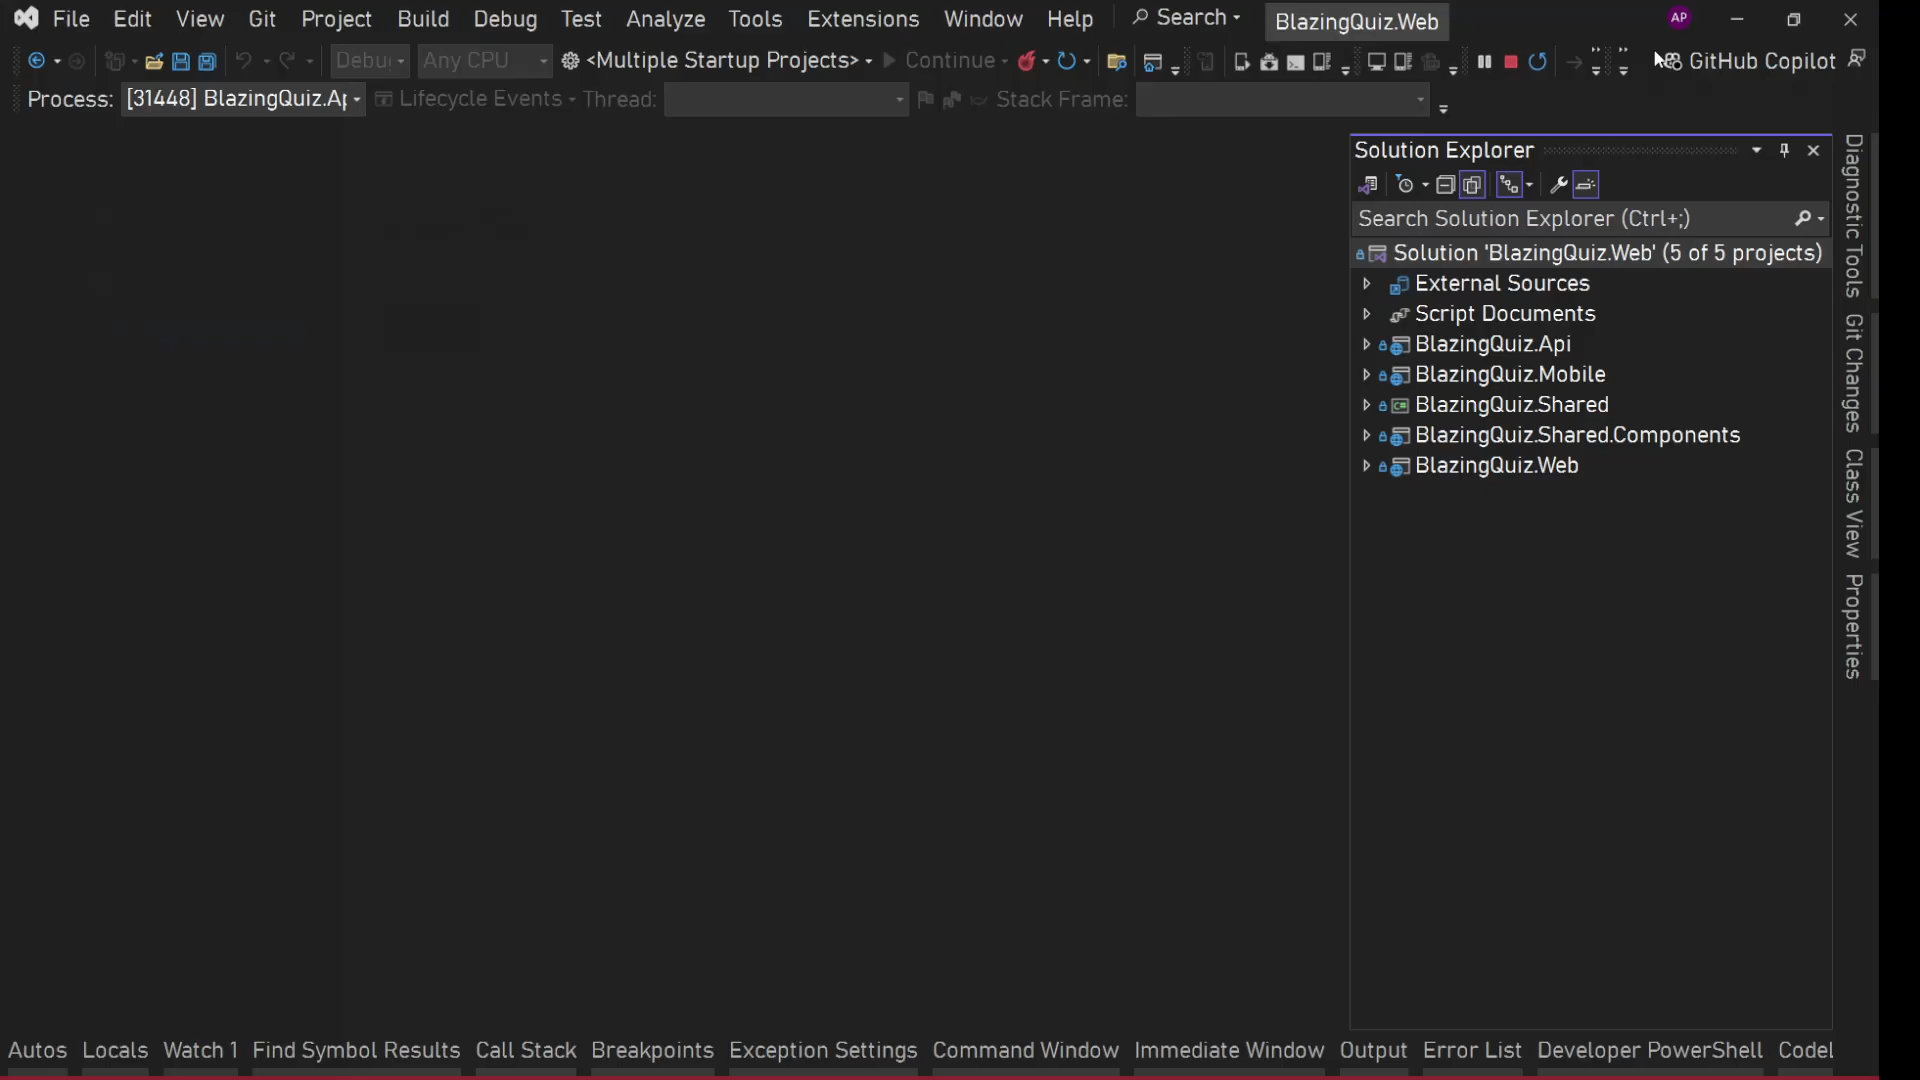 File Edit View Git Project Build Debug Test Analyze Tools Extensions Window Help Search BlazingQuiz.Web AP
Debug Any CPU <Multiple Startup Projects> Continue GitHub Copilot
Process: [31448] BlazingQuiz.Ap Lifecycle Events Thread: Stack Frame:
Solution Explorer
Search Solution Explorer (Ctrl+;)
Solution 'BlazingQuiz.Web' (5 of 5 projects)
External Sources
Script Documents
BlazingQuiz.Api
BlazingQuiz.Mobile
BlazingQuiz.Shared
BlazingQuiz.Shared.Components
BlazingQuiz.Web
Diagnostic Tools
Git Changes
Class View
Properties
Autos Locals Watch 1 Find Symbol Results Call Stack Breakpoints Exception Settings Command Window Immediate Window Output Error List Developer PowerShell CodeL